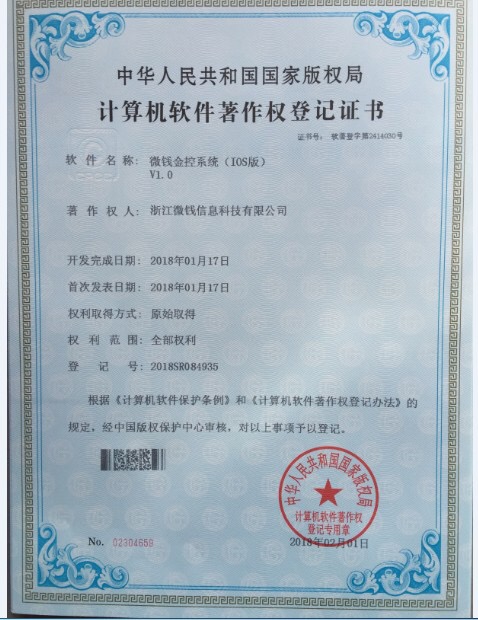 中华人民共和国国家版权局
计算机软件著作权登记证书
证书号： 软著登字第2414030号
软件名称： 微钱金控系统（IOS版）
V1.0
著作权人： 浙江微钱信息科技有限公司
开发完成日期： 2018年01月17日
首次发表日期： 2018年01月17日
权利取得方式： 原始取得
权利范围： 全部权利
登记号： 2018SR084935
根据《计算机软件保护条例》和《计算机软件著作权登记办法》的
规定，经中国版权保护中心审核，对以上事项予以登记。
中华人民共和国国家版权局
计算机软件著作权
登记专用章
No. 02304659
2018年02月01日